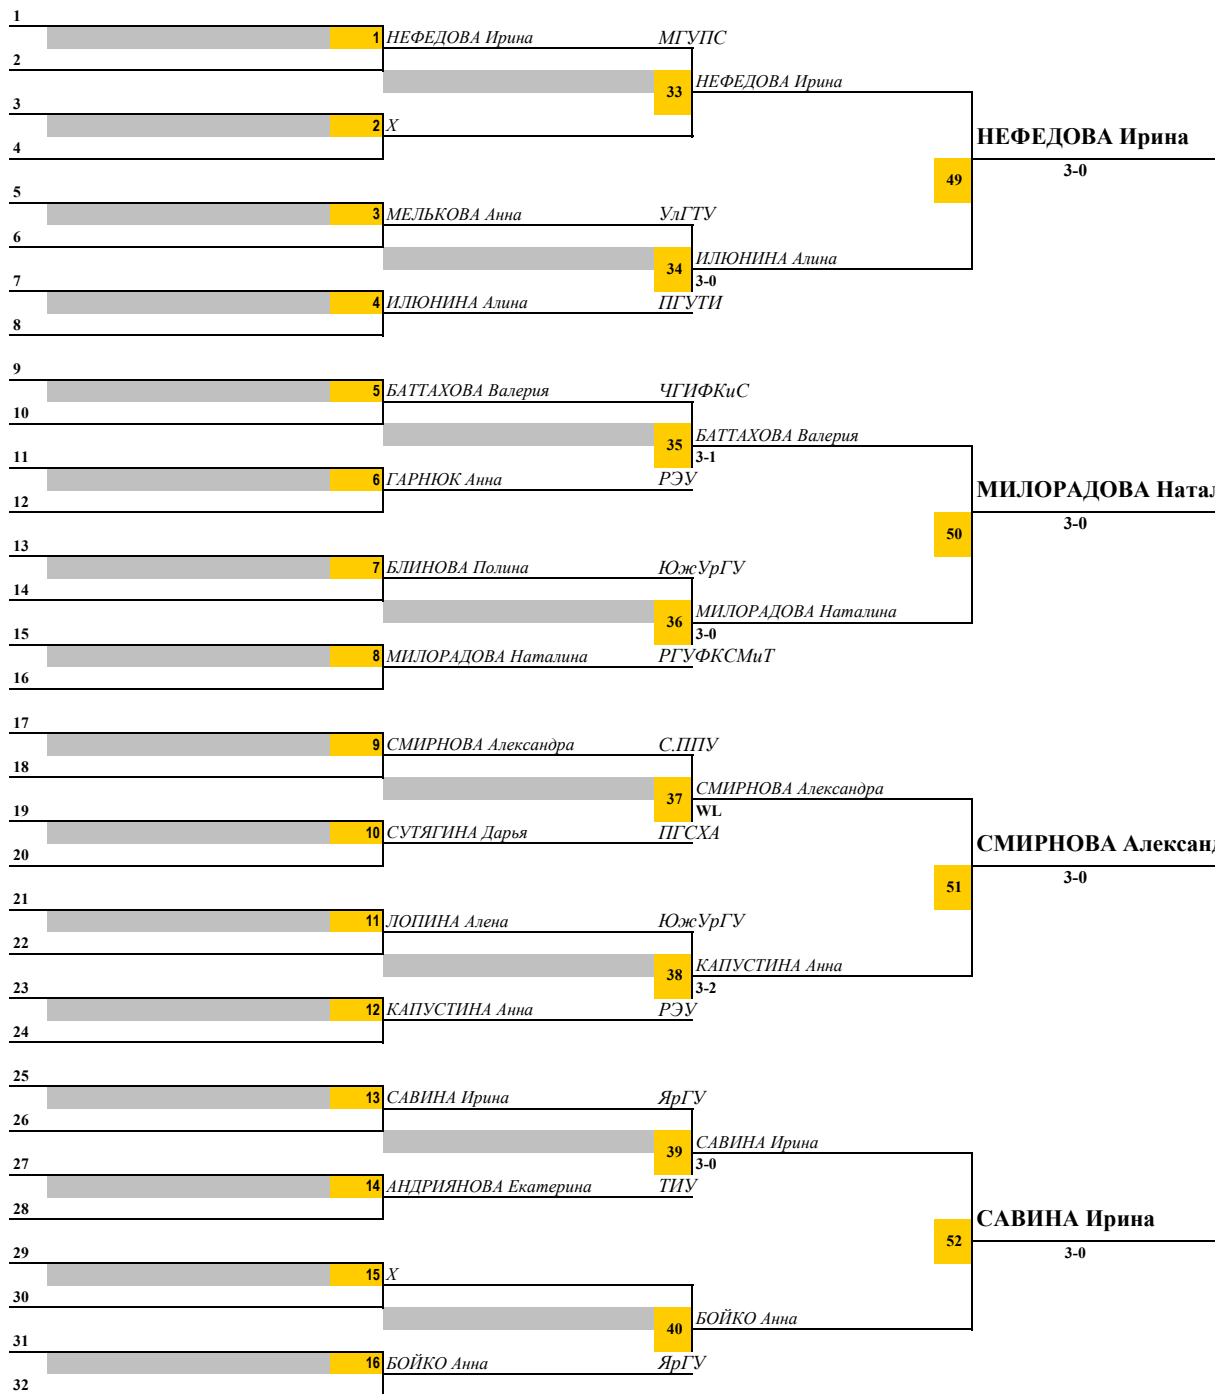 1
1 НЕФЕДОВА Ирина МГУПС
2
33 НЕФЕДОВА Ирина
3
2 X
4
НЕФЕДОВА Ирина
49 3-0
5
3 МЕЛЬКОВА Анна УлГТУ
6
34 ИЛЮНИНА Алина
3-0
7
4 ИЛЮНИНА Алина ПГУТИ
8
9
5 БАТТАХОВА Валерия ЧГИФКиС
10
35 БАТТАХОВА Валерия
3-1
11
6 ГАРНЮК Анна РЭУ
12
МИЛОРАДОВА Натал
50 3-0
13
7 БЛИНОВА Полина ЮжУрГУ
14
36 МИЛОРАДОВА Наталина
3-0
15
8 МИЛОРАДОВА Наталина РГУФКСМиТ
16
17
9 СМИРНОВА Александра С.ППУ
18
37 СМИРНОВА Александра
WL
19
10 СУТЯГИНА Дарья ПГСХА
20
СМИРНОВА Алексан
51 3-0
21
11 ЛОПИНА Алена ЮжУрГУ
22
38 КАПУСТИНА Анна
3-2
23
12 КАПУСТИНА Анна РЭУ
24
25
13 САВИНА Ирина ЯрГУ
26
39 САВИНА Ирина
3-0
27
14 АНДРИЯНОВА Екатерина ТИУ
28
САВИНА Ирина
52 3-0
29
15 X
30
40 БОЙКО Анна
31
16 БОЙКО Анна ЯрГУ
32